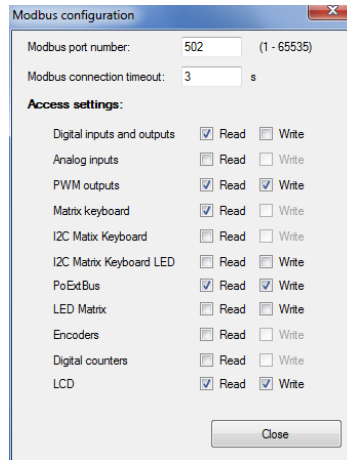 Modbus configuration
Modbus port number: 502 (1 - 65535)
Modbus connection timeout: 3 s
Access settings:
Digital inputs and outputs Read Write
Analog inputs Read Write
PWM outputs Read Write
Matrix keyboard Read Write
I2C Matix Keyboard Read Write
I2C Matrix Keyboard LED Read Write
PoExtBus Read Write
LED Matrix Read Write
Encoders Read Write
Digital counters Read Write
LCD Read Write
Close